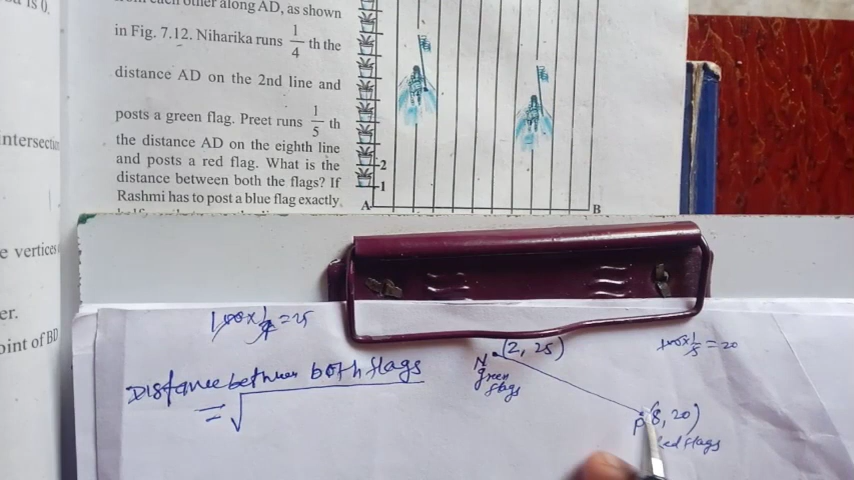 is 0.
from each other along AD, as shown
in Fig. 7.12. Niharika runs 1/4 th the
distance AD on the 2nd line and
posts a green flag. Preet runs 1/5 th
the distance AD on the eighth line
and posts a red flag. What is the
distance between both the flags? If
Rashmi has to post a blue flag exactly
2
1
A
B
intersection
e vertices
er.
oint of BD
100 x 1/4 = 25
Distance between both flags
= √
N (2, 25)
green
flags
100 x 1/5 = 20
P (8, 20)
Red flags